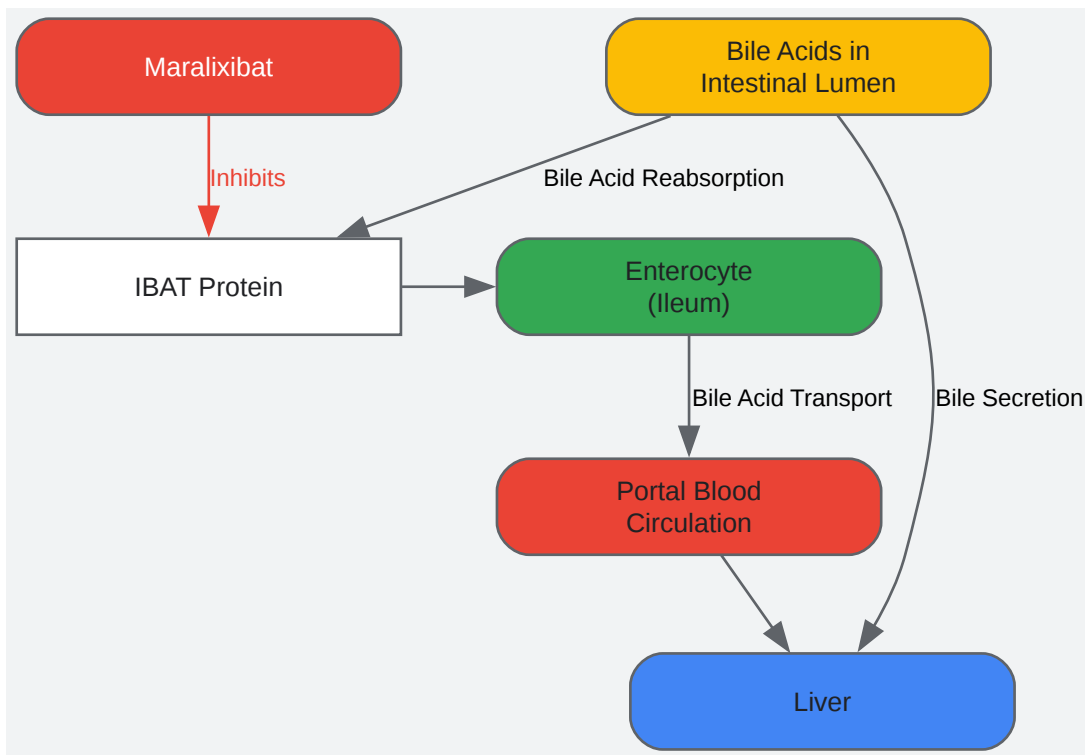 Maralixibat
Bile Acids in
Intestinal Lumen
Inhibits
Bile Acid Reabsorption
IBAT Protein
Enterocyte
(Ileum)
Bile Acid Transport
Bile Secretion
Portal Blood
Circulation
Liver